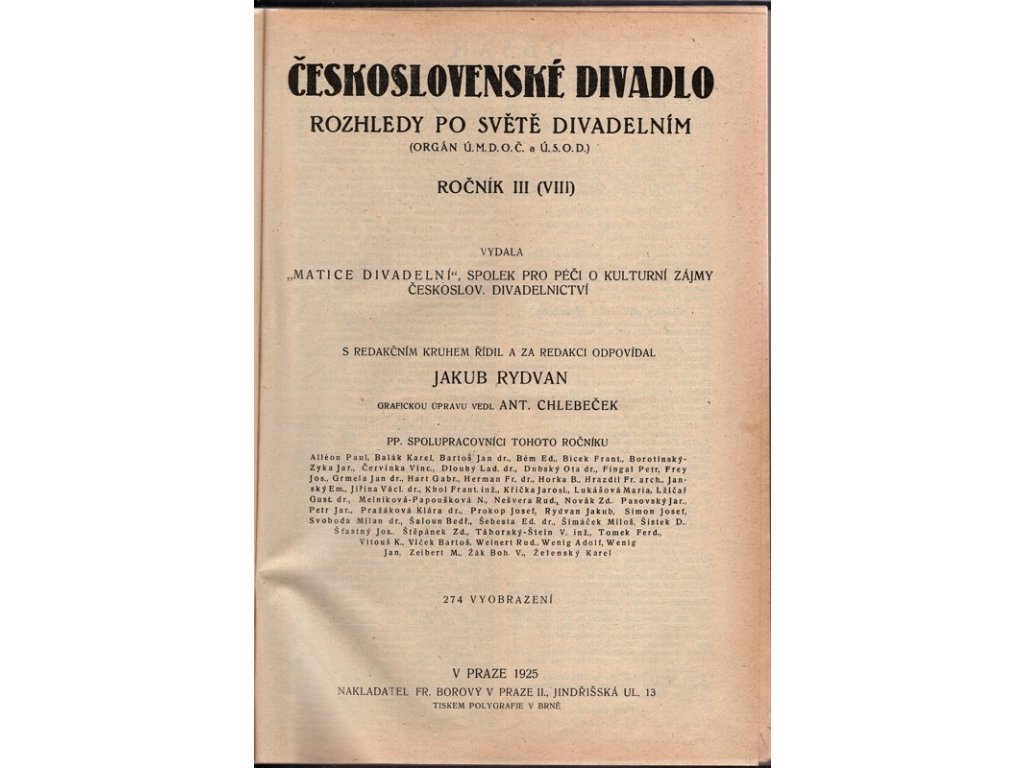 ČESKOSLOVENSKÉ DIVADLO
ROZHLEDY PO SVĚTĚ DIVADELNÍM
(ORGÁN Ú.M.D.O.Č. a Ú.S.O.D.)
ROČNÍK III (VIII)
VYDALA
„MATICE DIVADELNÍ“, SPOLEK PRO PÉČI O KULTURNÍ ZÁJMY
ČESKOSLOV. DIVADELNICTVÍ
S REDAKČNÍM KRUHEM ŘÍDIL A ZA REDAKCI ODPOVÍDAL
JAKUB RYDVAN
GRAFICKOU ÚPRAVU VEDL ANT. CHLEBEČEK
PP. SPOLUPRACOVNÍCI TOHOTO ROČNÍKU
Alléon Paul, Balák Karel, Bartoš Jan dr., Bém Ed., Bicek Frant., Borotínský-
Zyka Jar., Červinka Vinc., Dlouhý Lad. dr., Dubský Ota dr., Fingal Petr, Frey
Jos., Grmela Jan dr., Hart Gabr., Herman Fr. dr., Horka B., Hrazdil Fr. arch., Jan-
ský Em., Jiřina Václ. dr., Khol Frant. inž., Křička Jarosl., Lukášová Maria, Lžičař
Gust. dr., Melniková-Papoušková N., Nešvera Rud., Novák Zd., Pasovský Jar.,
Petr Jar., Pražáková Klára dr., Prokop Josef, Rydvan Jakub, Simon Josef,
Svoboda Milan dr., Šaloun Bedř., Šebesta Ed. dr., Šimáček Miloš, Šistek D.,
Šťastný Jos., Štěpánek Zd., Táborský-Štein V. inž., Tomek Ferd.,
Vitouš K., Vlček Bartoš, Weinert Rud., Wenig Adolf, Wenig
Jan, Zeibert M., Žák Boh. V., Želenský Karel
274 VYOBRAZENÍ
V PRAZE 1925
NAKLADATEL FR. BOROVÝ V PRAZE II., JINDŘIŠSKÁ UL. 13
TISKEM POLYGRAFIE V BRNĚ